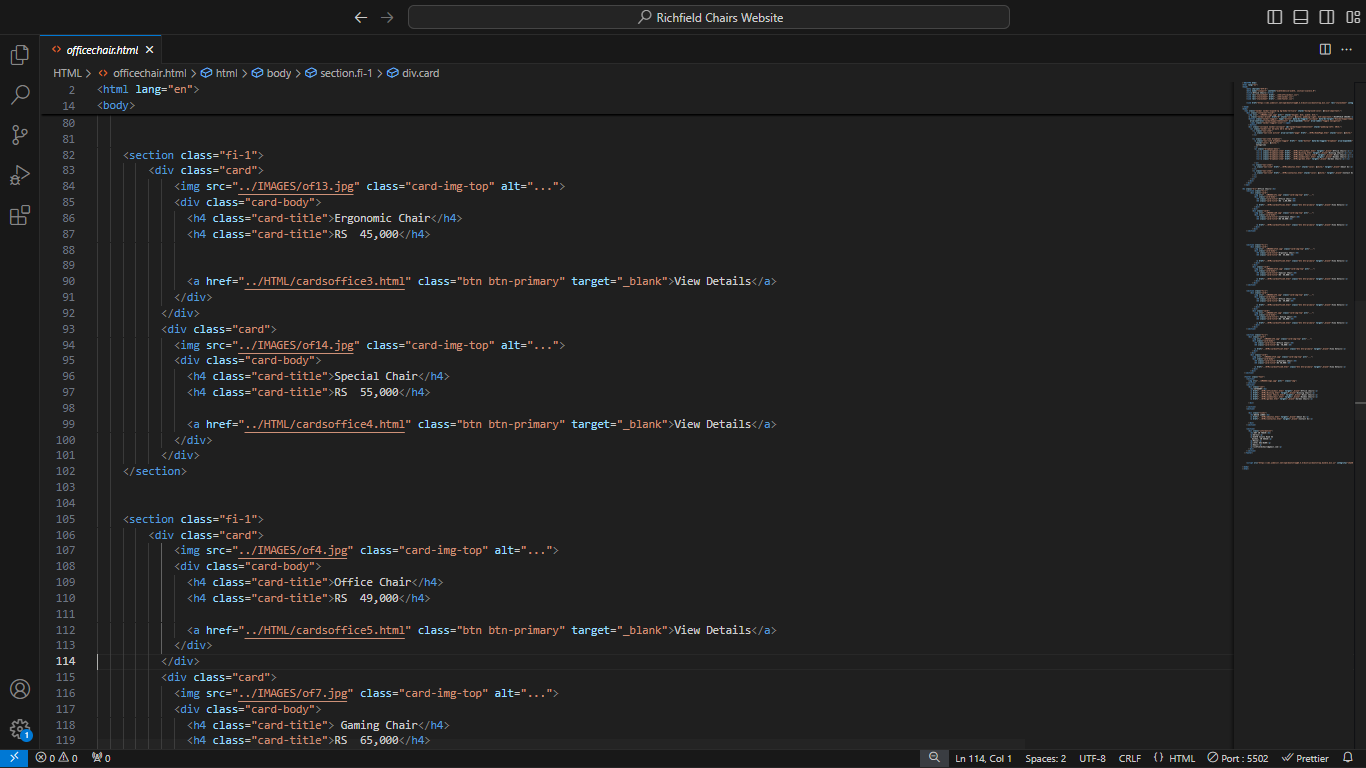 Richfield Chairs Website
officechair.html
HTML > officechair.html > html > body > section.fi-1 > div.card
2 <html lang="en">
14 <body>
80
81
82 <section class="fi-1">
83 <div class="card">
84 <img src="../IMAGES/of13.jpg" class="card-img-top" alt="...">
85 <div class="card-body">
86 <h4 class="card-title">Ergonomic Chair</h4>
87 <h4 class="card-title">RS  45,000</h4>
88
89
90 <a href="../HTML/cardsoffice3.html" class="btn btn-primary" target="_blank">View Details</a>
91 </div>
92 </div>
93 <div class="card">
94 <img src="../IMAGES/of14.jpg" class="card-img-top" alt="...">
95 <div class="card-body">
96 <h4 class="card-title">Special Chair</h4>
97 <h4 class="card-title">RS  55,000</h4>
98
99 <a href="../HTML/cardsoffice4.html" class="btn btn-primary" target="_blank">View Details</a>
100 </div>
101 </div>
102 </section>
103
104
105 <section class="fi-1">
106 <div class="card">
107 <img src="../IMAGES/of4.jpg" class="card-img-top" alt="...">
108 <div class="card-body">
109 <h4 class="card-title">Office Chair</h4>
110 <h4 class="card-title">RS  49,000</h4>
111
112 <a href="../HTML/cardsoffice5.html" class="btn btn-primary" target="_blank">View Details</a>
113 </div>
114 </div>
115 <div class="card">
116 <img src="../IMAGES/of7.jpg" class="card-img-top" alt="...">
117 <div class="card-body">
118 <h4 class="card-title"> Gaming Chair</h4>
119 <h4 class="card-title">RS  65,000</h4>
1
0 0 0 Ln 114, Col 1 Spaces: 2 UTF-8 CRLF {} HTML Port : 5502 Prettier